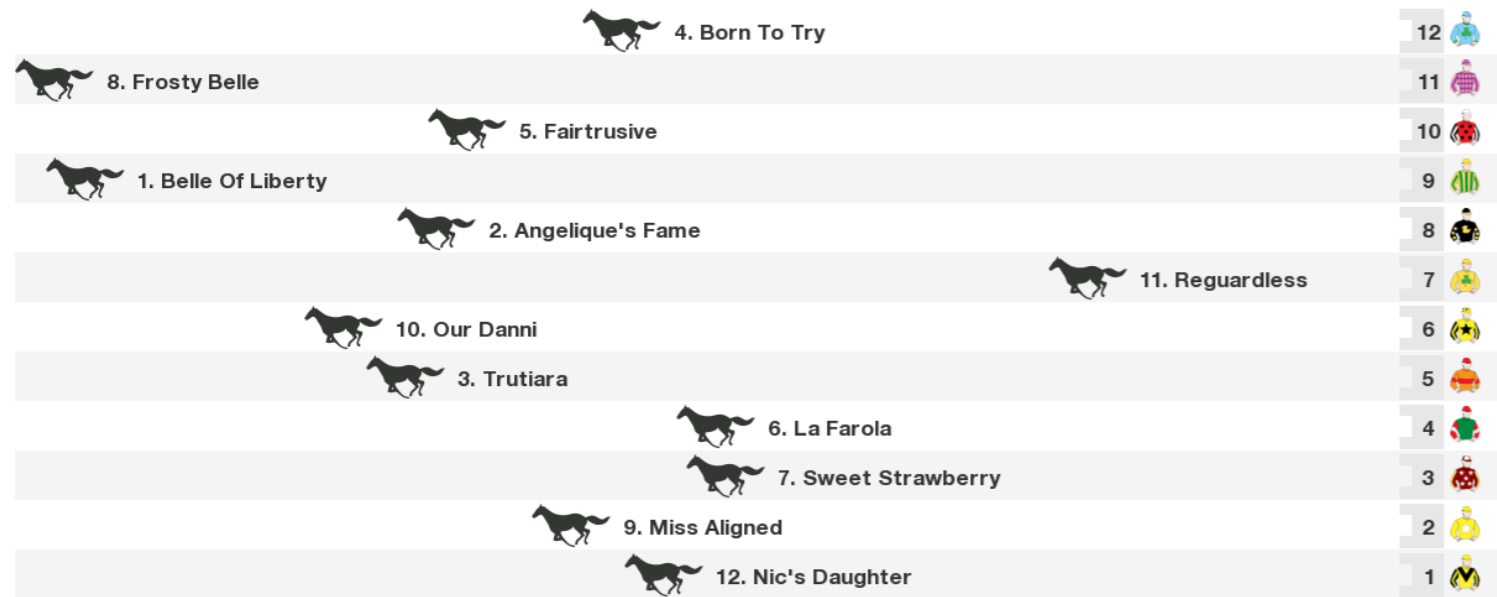 4. Born To Try 12
8. Frosty Belle 11
5. Fairtrusive 10
1. Belle Of Liberty 9
2. Angelique's Fame 8
11. Reguardless 7
10. Our Danni 6
3. Trutiara 5
6. La Farola 4
7. Sweet Strawberry 3
9. Miss Aligned 2
12. Nic's Daughter 1